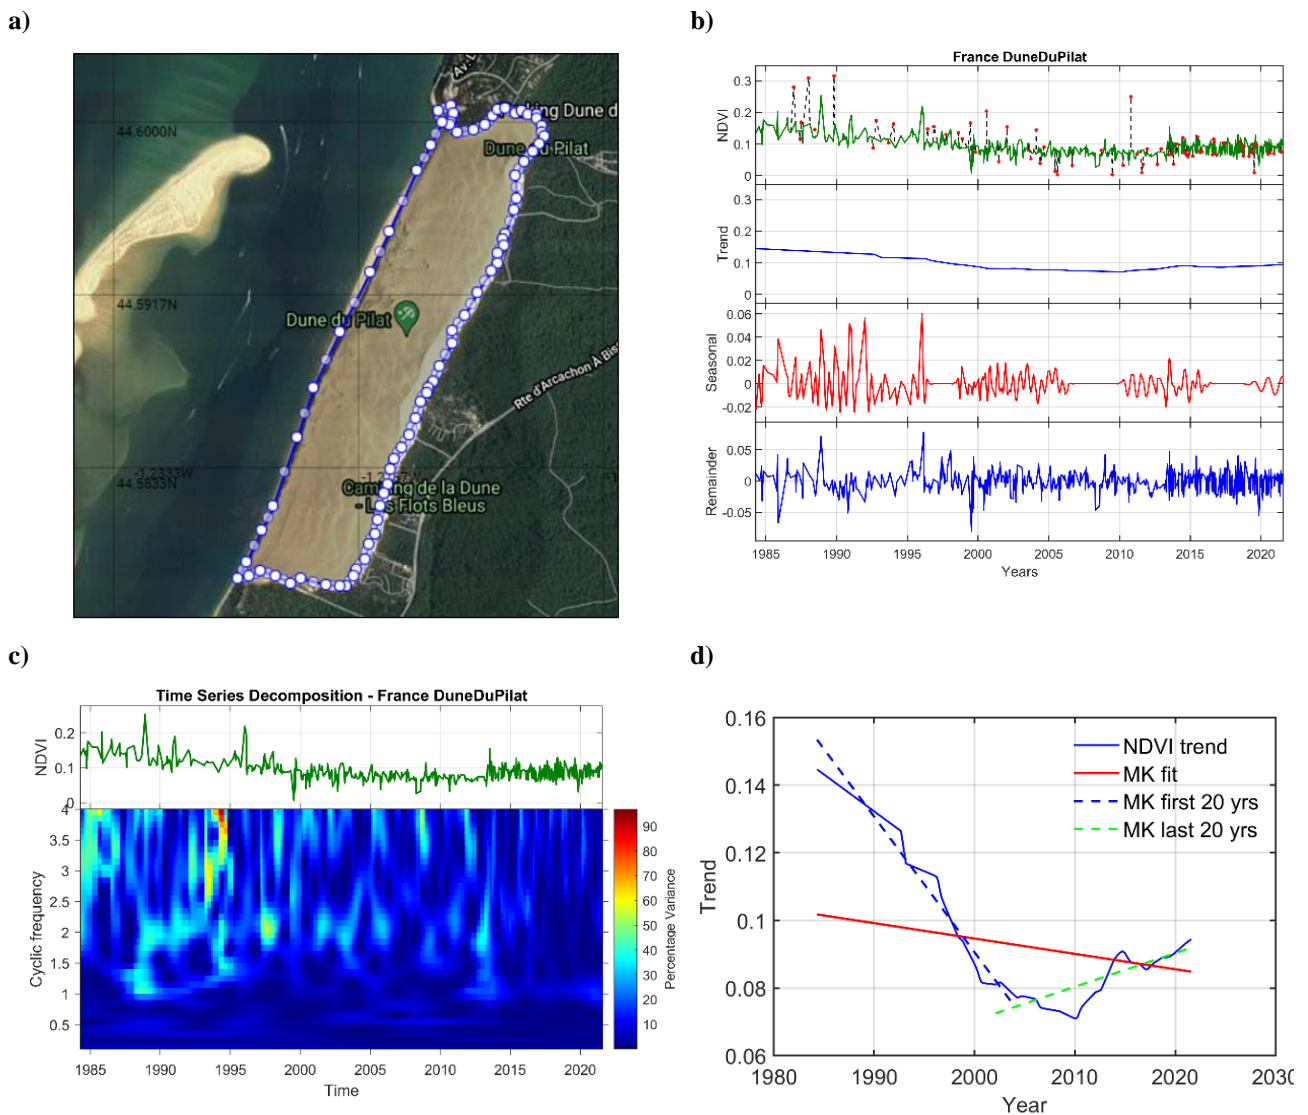 a)
Av. L
king Dune d
44.6000N
Dune du Pilat
44.5917N
Dune du Pilat
Rte d'Arcachon À Bis
-1.2333W
44.5833N
Camping de la Dune
- Les Flots Bleus
b)
France DuneDuPilat
NDVI
0.3
0.2
0.1
0
Trend
0.3
0.2
0.1
0
Seasonal
0.06
0.04
0.02
0
-0.02
Remainder
0.05
0
-0.05
1985 1990 1995 2000 2005 2010 2015 2020
Years
c)
Time Series Decomposition - France DuneDuPilat
NDVI
0.2
0.1
0
Cyclic frequency
4
3.5
3
2.5
2
1.5
1
0.5
1985 1990 1995 2000 2005 2010 2015 2020
Time
90
80
70
60
50
40
30
20
10
Percentage Variance
d)
0.16
0.14
0.12
0.1
0.08
0.06
Trend
NDVI trend
MK fit
MK first 20 yrs
MK last 20 yrs
1980 1990 2000 2010 2020 2030
Year